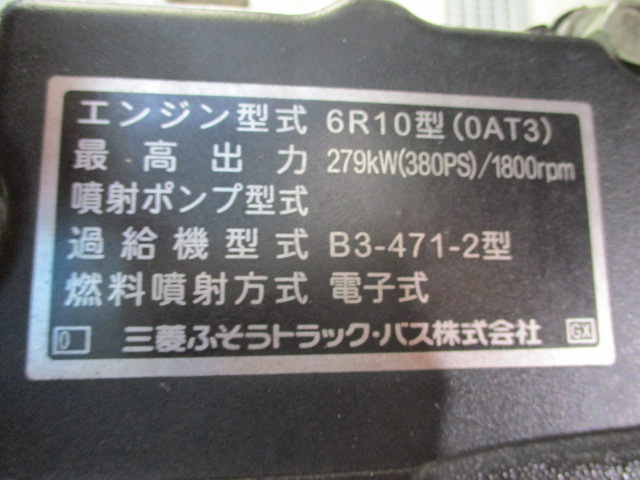 エンジン型式 6R10型(0AT3)
最高出力 279kW(380PS)/1800rpm
噴射ポンプ型式
過給機型式 B3-471-2型
燃料噴射方式 電子式
0 三菱ふそうトラック・バス株式会社 GX